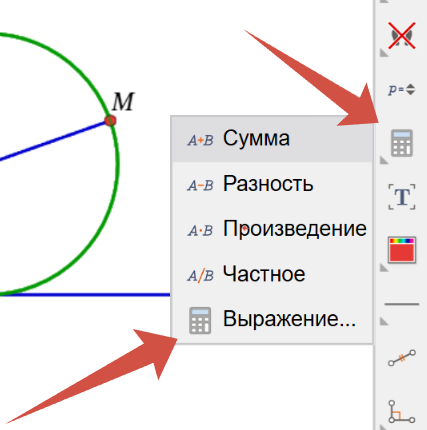 M
p=
A+B Сумма
A−B Разность
A·B Произведение
A/B Частное
Выражение...
T